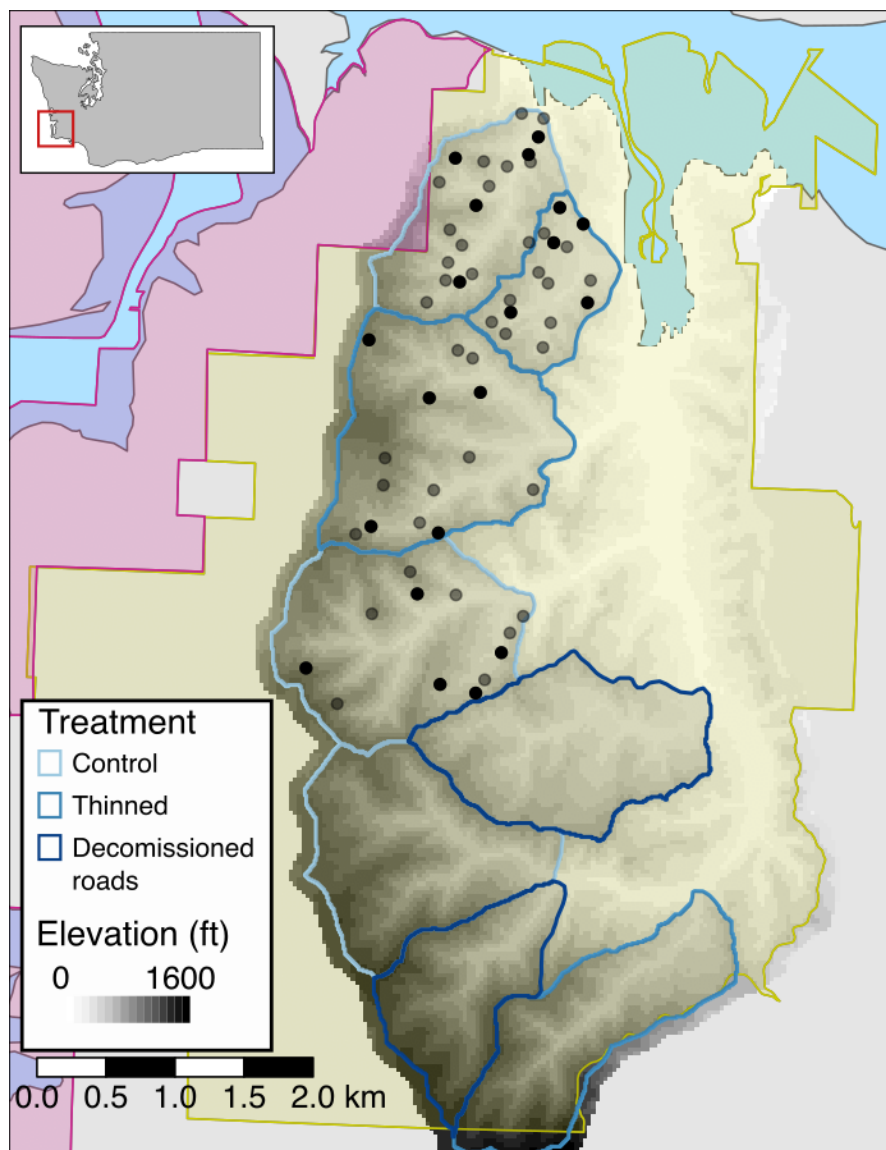 Treatment
Control
Thinned
Decomissioned
roads
Elevation (ft)
0 1600
0.0 0.5 1.0 1.5 2.0 km